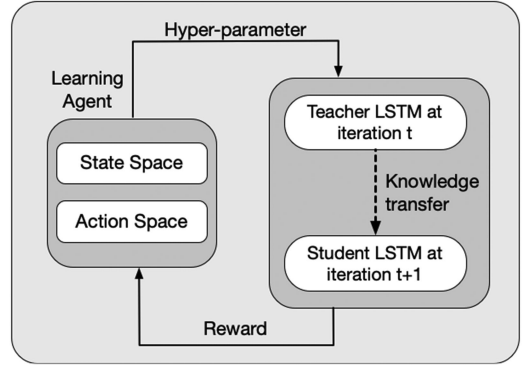 Hyper-parameter
Learning
Agent
State Space
Action Space
Teacher LSTM at
iteration t
Knowledge
transfer
Student LSTM at
iteration t+1
Reward